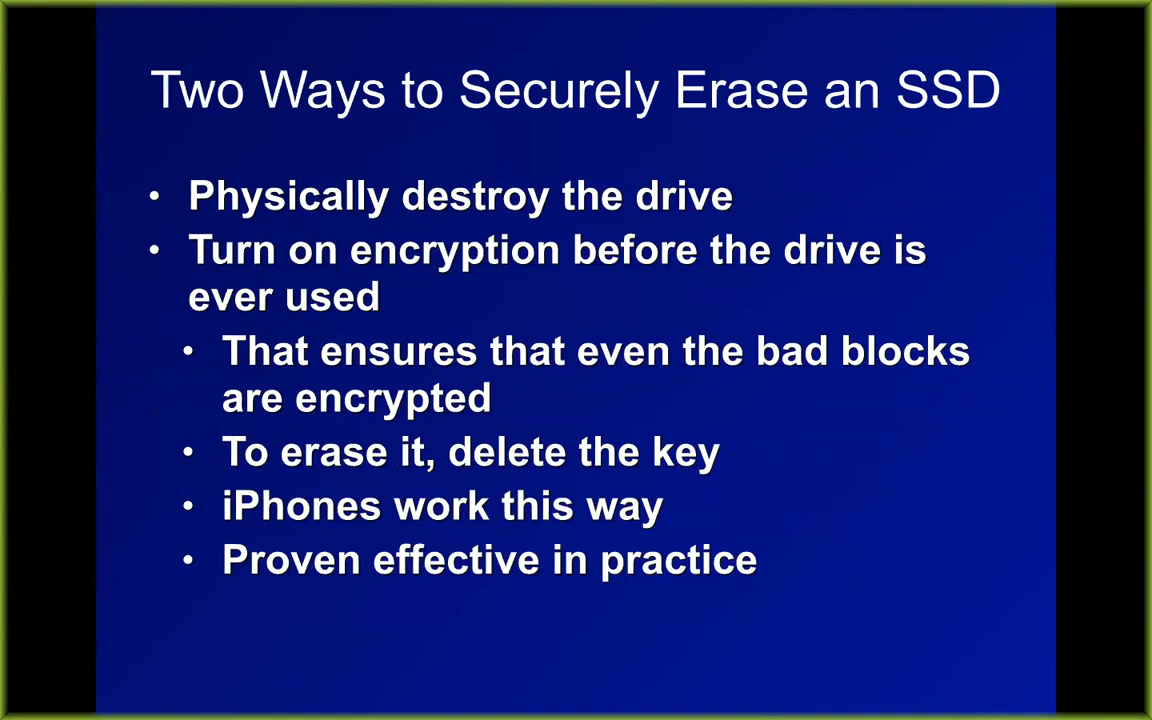 Two Ways to Securely Erase an SSD
• Physically destroy the drive
• Turn on encryption before the drive is
ever used
• That ensures that even the bad blocks
are encrypted
• To erase it, delete the key
• iPhones work this way
• Proven effective in practice